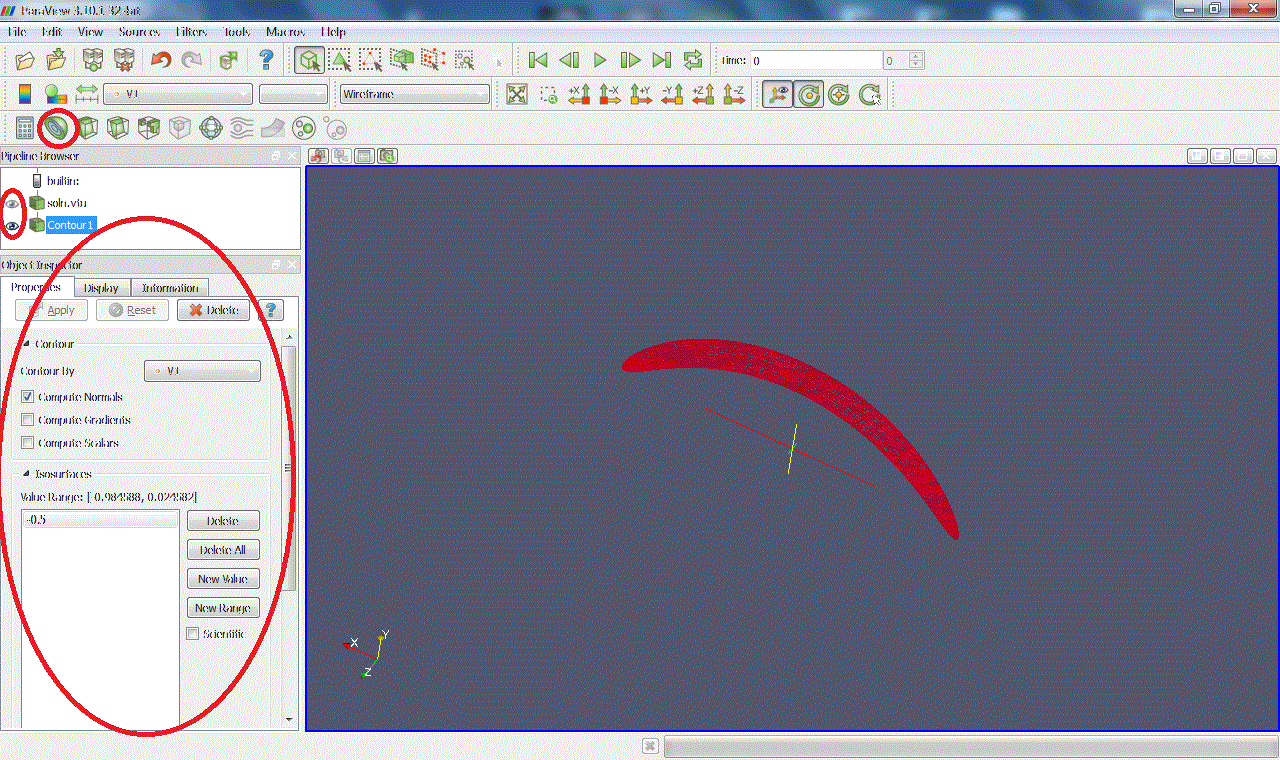 ParaView 3.10.1 32-bit
File Edit View Sources Filters Tools Macros Help
Time: 0 0
Wireframe
+X -X +Y -Y +Z -Z
Pipeline Browser
builtin:
soln.vtu
Contour1
Object Inspector
Properties Display Information
Apply Reset Delete ?
Contour
Contour By
Compute Normals
Compute Gradients
Compute Scalars
Isosurfaces
Value Range: [-0.984588, 0.024582]
-0.5
Delete
Delete All
New Value
New Range
Scientific
X Y
Z